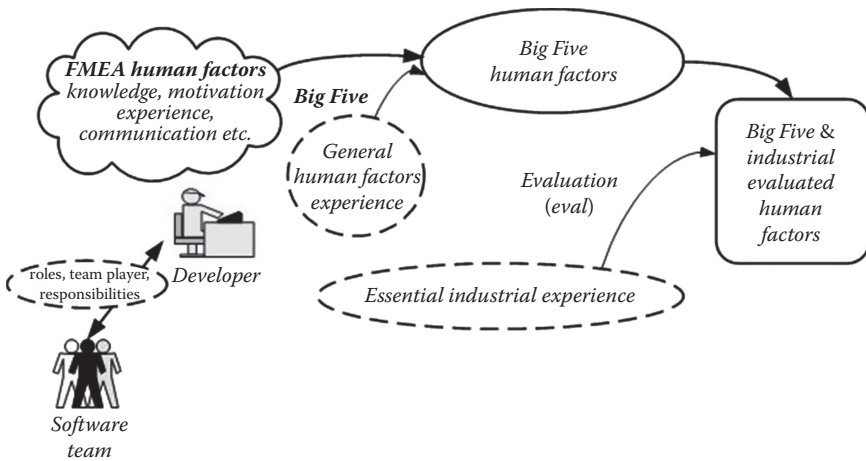 FMEA human factors
knowledge, motivation
experience,
communication etc.
Big Five
General
human factors
experience
Big Five
human factors
Big Five &
industrial
evaluated
human
factors
Evaluation
(eval)
Essential industrial experience
Developer
roles, team player,
responsibilities
Software
team